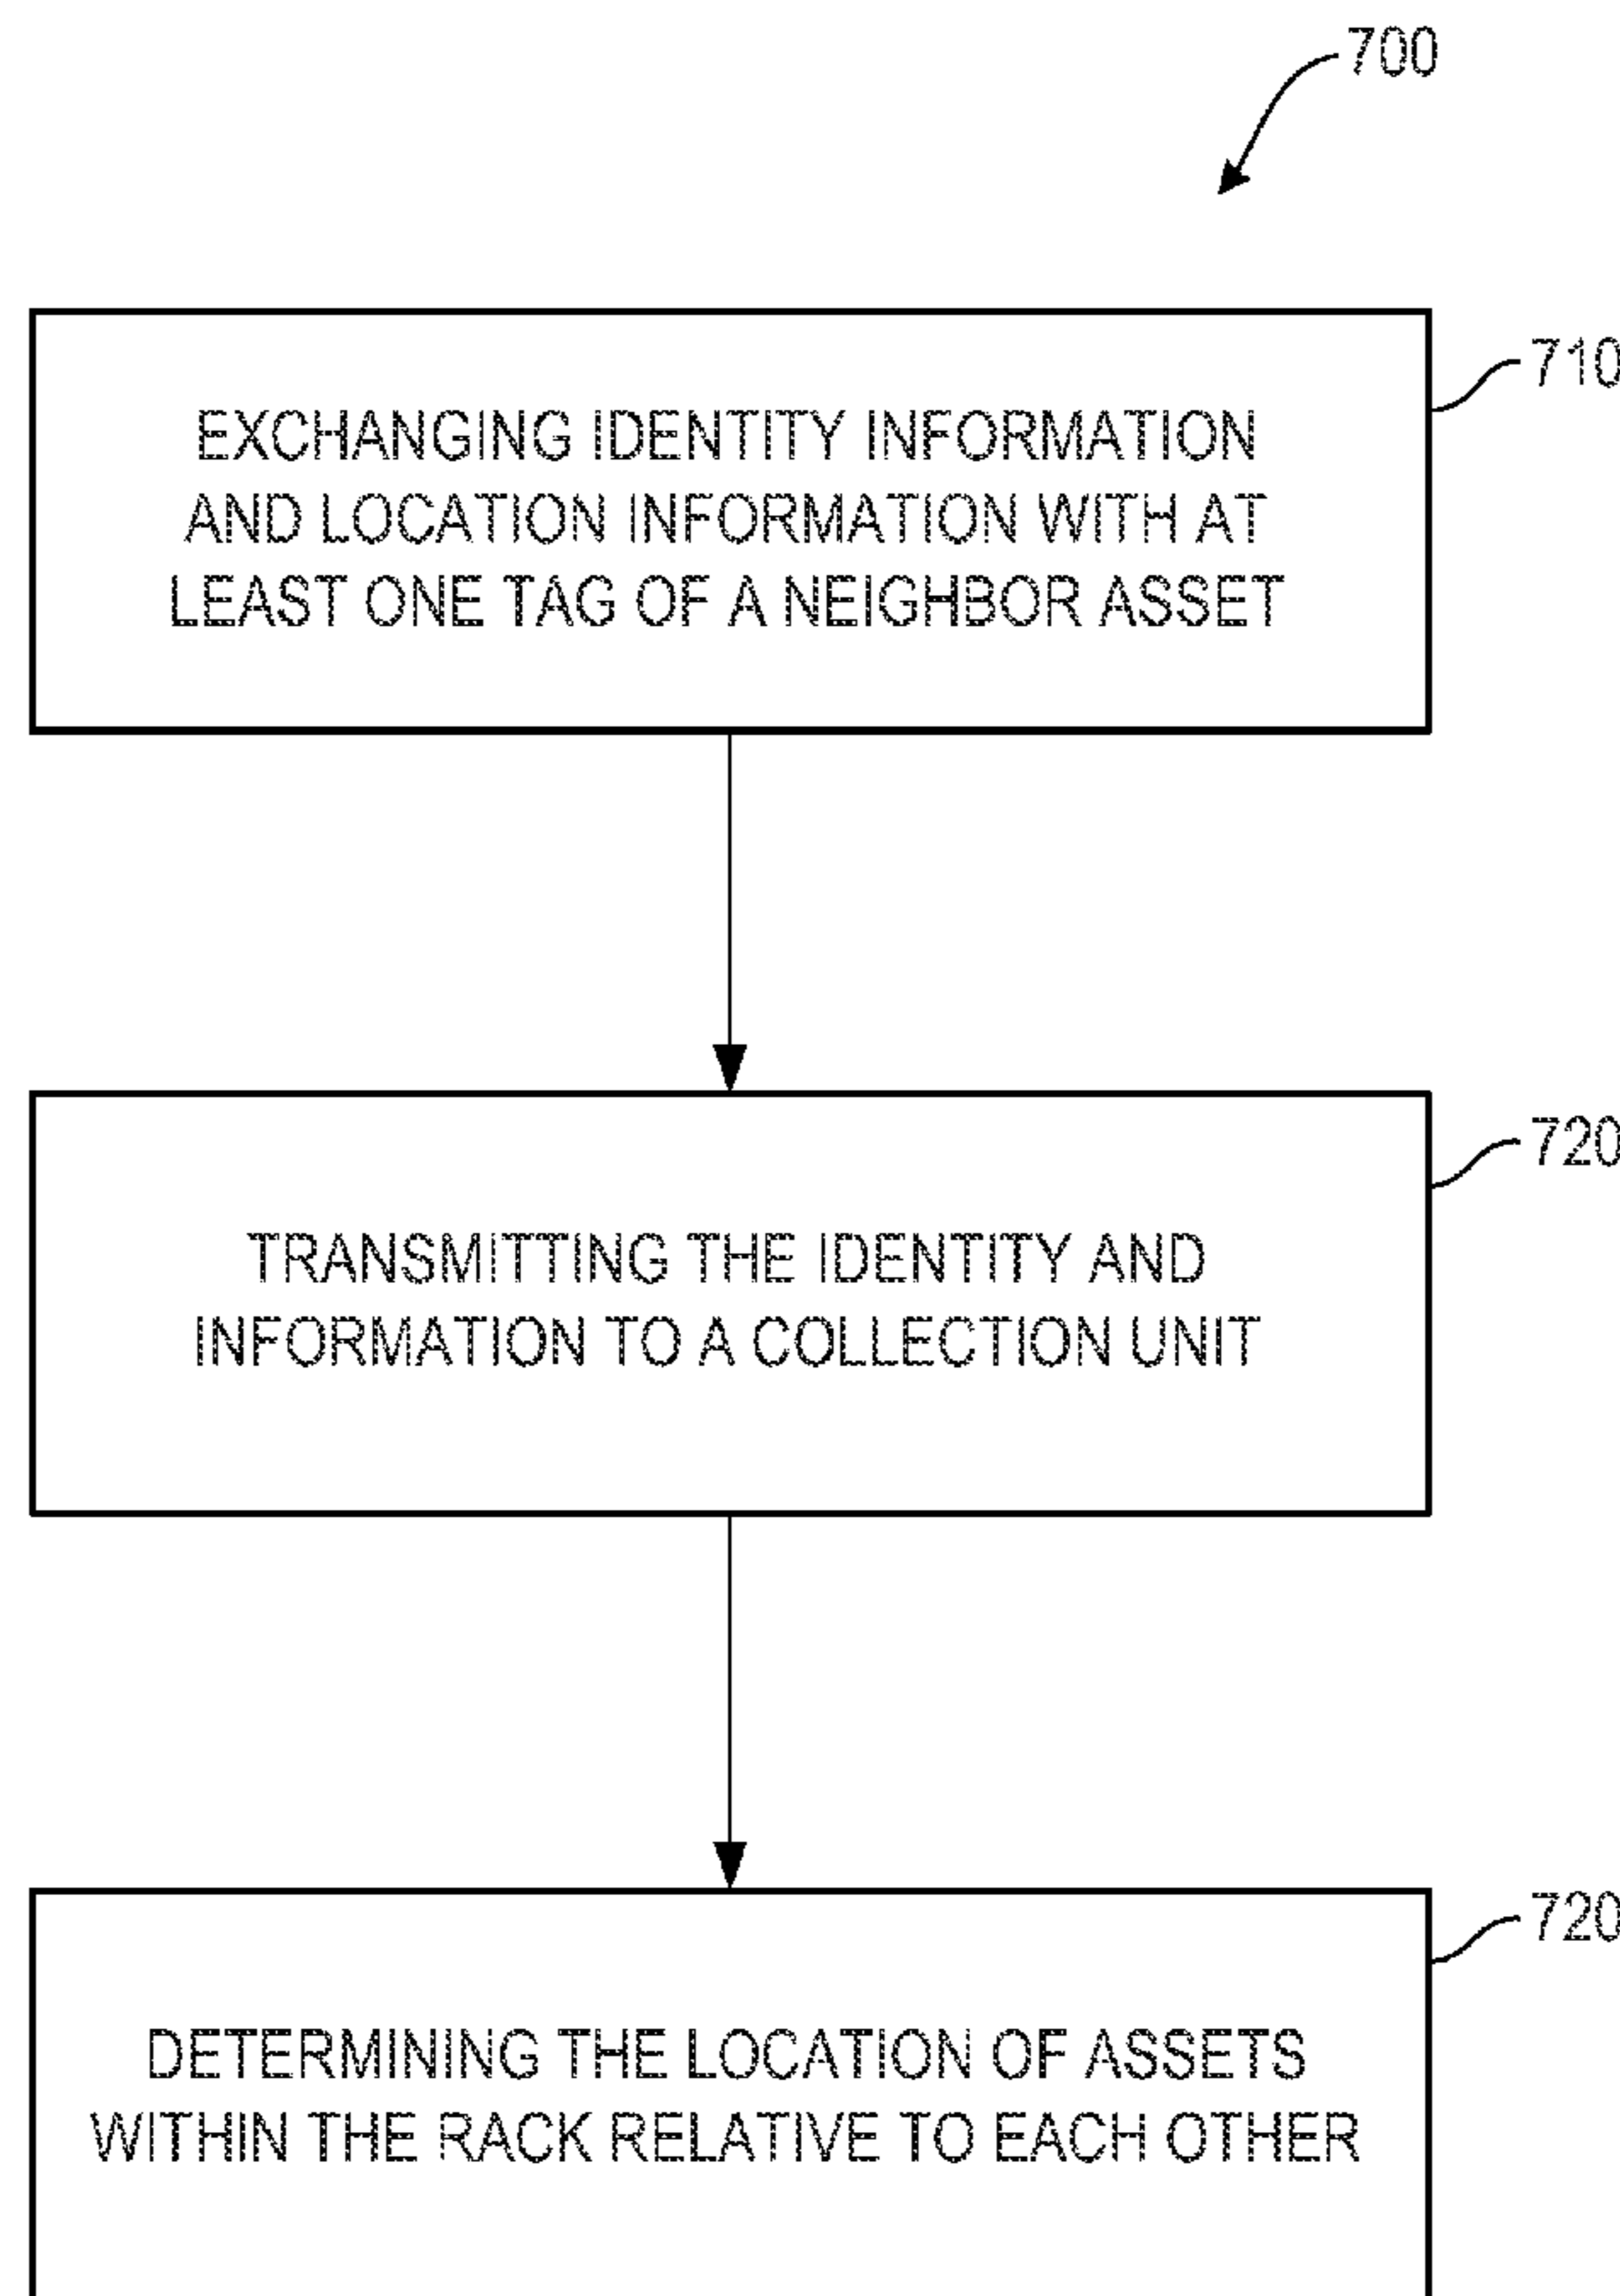 700
710
EXCHANGING IDENTITY INFORMATION
AND LOCATION INFORMATION WITH AT
LEAST ONE TAG OF A NEIGHBOR ASSET
720
TRANSMITTING THE IDENTITY AND
INFORMATION TO A COLLECTION UNIT
720
DETERMINING THE LOCATION OF ASSETS
WITHIN THE RACK RELATIVE TO EACH OTHER